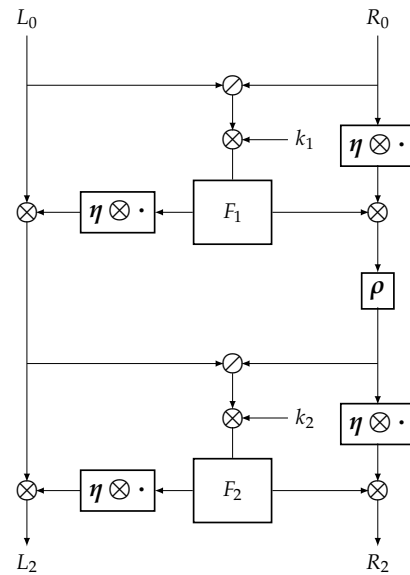 L₀ R₀
k₁
η ⊗ ·
η ⊗ · F₁
ρ
k₂
η ⊗ ·
η ⊗ · F₂
L₂ R₂